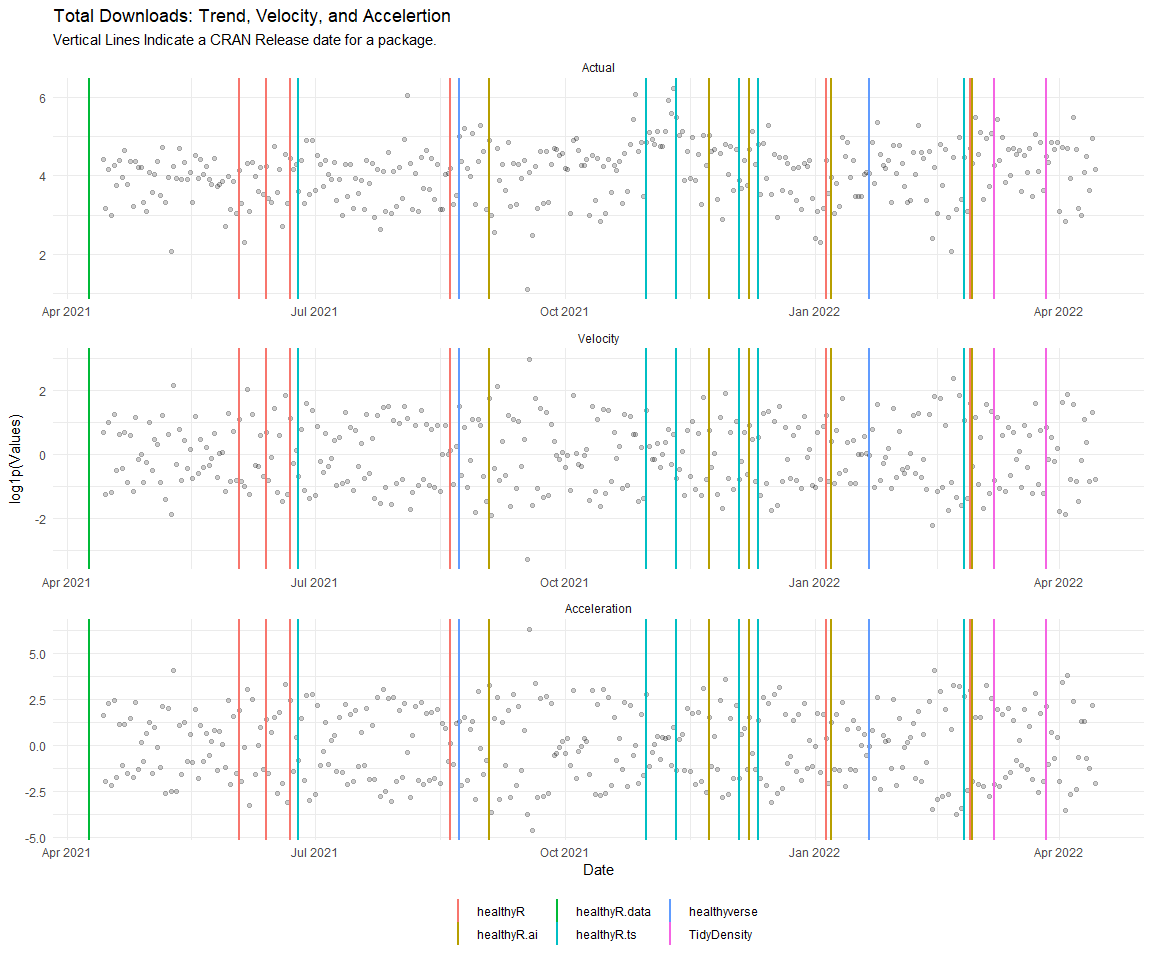 Total Downloads: Trend, Velocity, and Accelertion
Vertical Lines Indicate a CRAN Release date for a package.
Actual
6
4
2
Apr 2021 Jul 2021 Oct 2021 Jan 2022 Apr 2022
Velocity
2
0
-2
Apr 2021 Jul 2021 Oct 2021 Jan 2022 Apr 2022
log1p(Values)
Acceleration
5.0
2.5
0.0
-2.5
-5.0
Apr 2021 Jul 2021 Oct 2021 Jan 2022 Apr 2022
Date
healthyR healthyR.data healthyverse
healthyR.ai healthyR.ts TidyDensity